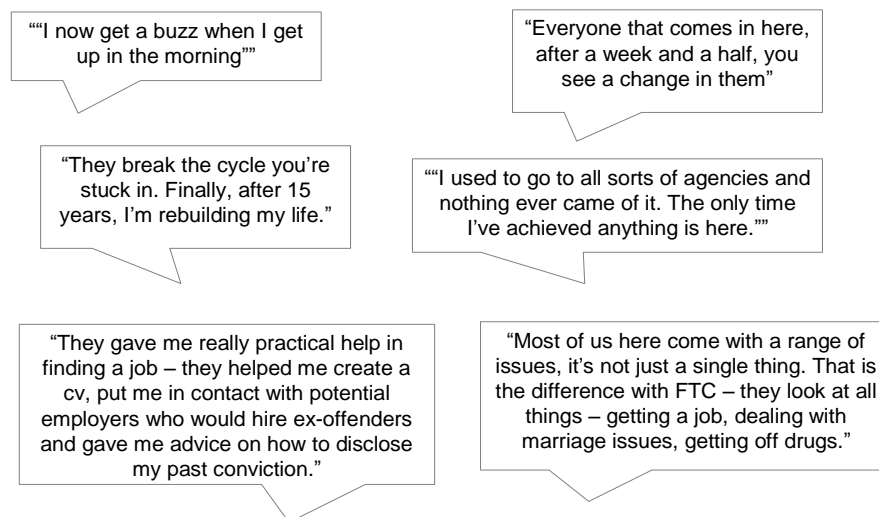 ““I now get a buzz when I get
up in the morning””
“Everyone that comes in here,
after a week and a half, you
see a change in them”
“They break the cycle you’re
stuck in. Finally, after 15
years, I’m rebuilding my life.”
““I used to go to all sorts of agencies and
nothing ever came of it. The only time
I’ve achieved anything is here.””
“They gave me really practical help in
finding a job – they helped me create a
cv, put me in contact with potential
employers who would hire ex-offenders
and gave me advice on how to disclose
my past conviction.”
“Most of us here come with a range of
issues, it’s not just a single thing. That is
the difference with FTC – they look at all
things – getting a job, dealing with
marriage issues, getting off drugs.”